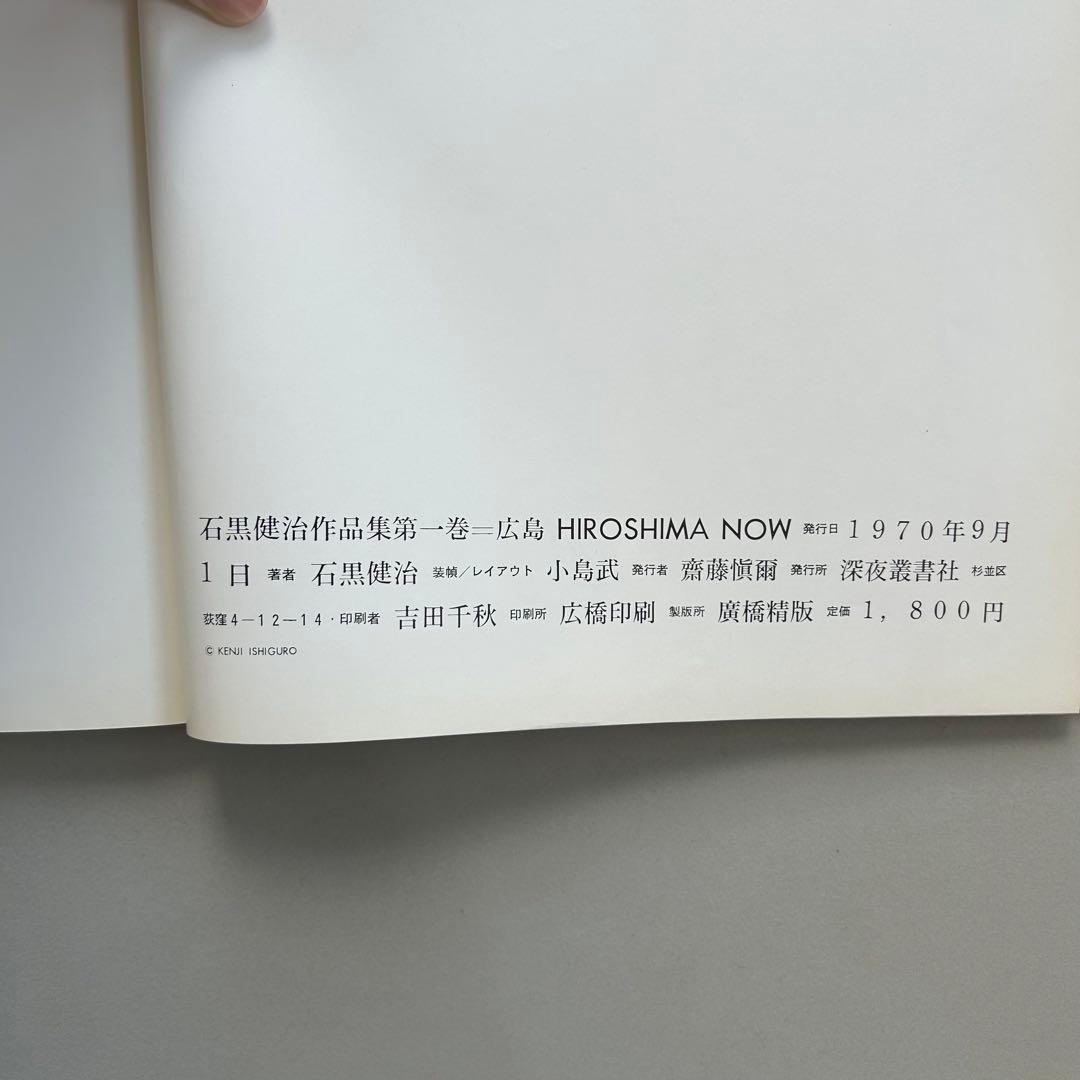 石黒健治作品集第一巻＝広島 HIROSHIMA NOW 発行日 1970年9月
1日 著者 石黒健治 装幀／レイアウト 小島武 発行者 齋藤愼爾 発行所 深夜叢書社 杉並区
荻窪4－12－14・印刷者 吉田千秋 印刷所 広橋印刷 製版所 廣橋精版 定価 1,800円
© KENJI ISHIGURO